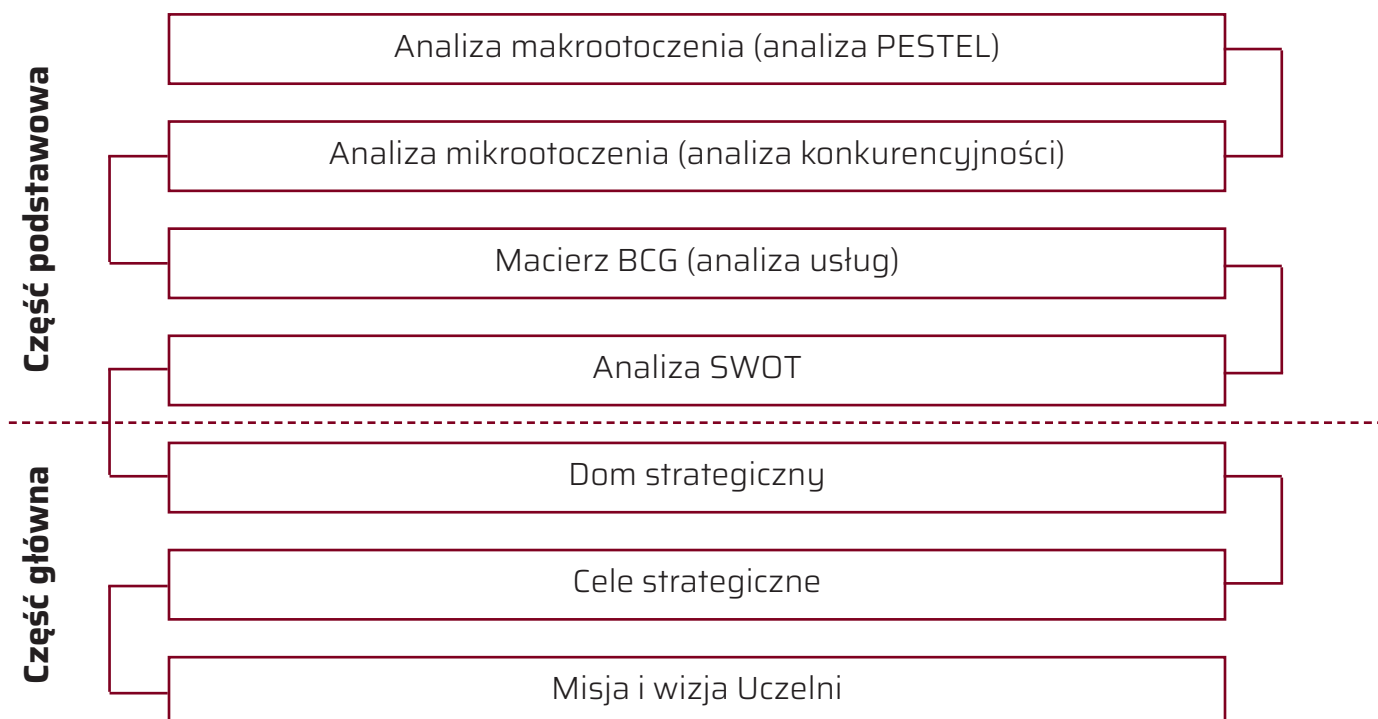 Część podstawowa
Analiza makrootoczenia (analiza PESTEL)
Analiza mikrootoczenia (analiza konkurencyjności)
Macierz BCG (analiza usług)
Analiza SWOT
Część główna
Dom strategiczny
Cele strategiczne
Misja i wizja Uczelni